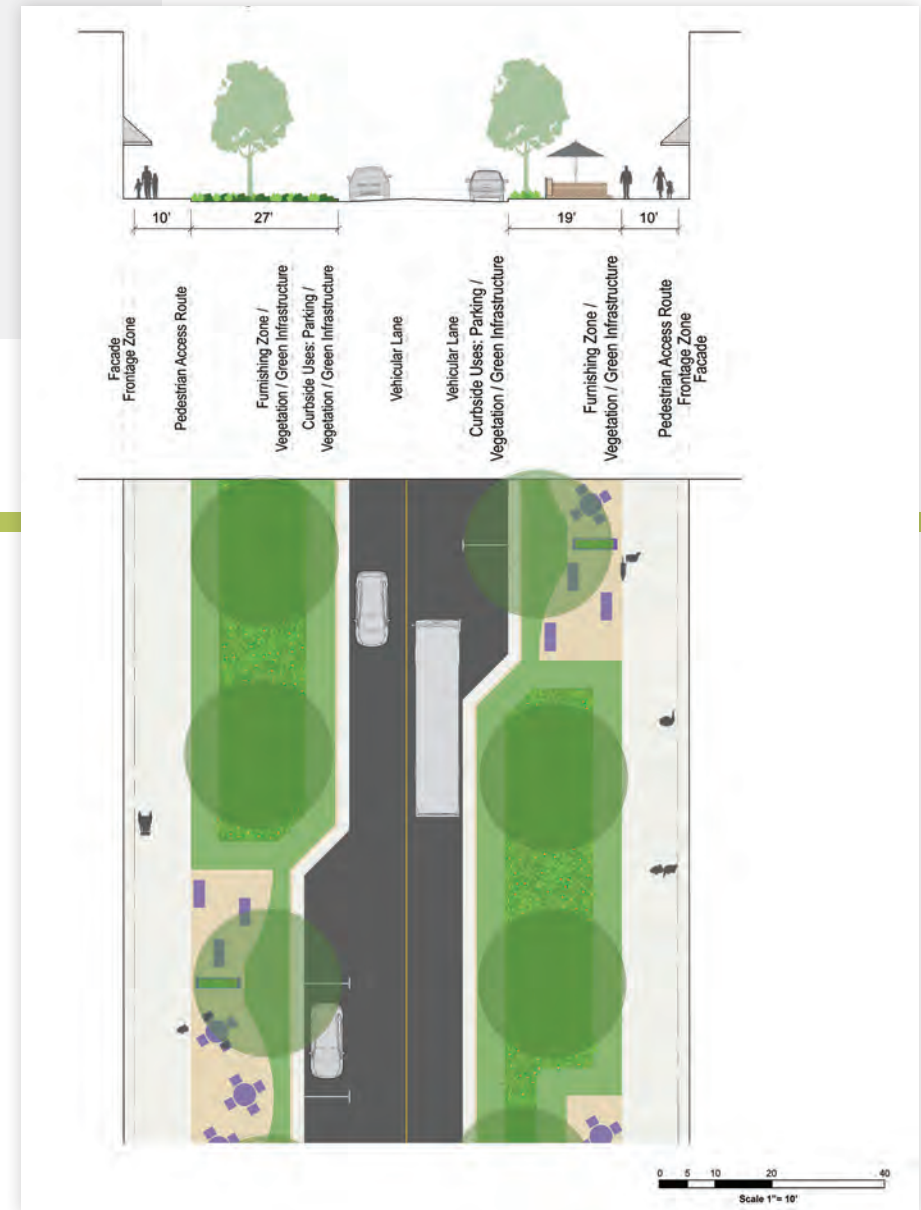 10'
27'
19'
10'
Facade
Frontage Zone
Pedestrian Access Route
Furnishing Zone /
Vegetation / Green Infrastructure
Curbside Uses: Parking /
Vegetation / Green Infrastructure
Vehicular Lane
Vehicular Lane
Curbside Uses: Parking /
Vegetation / Green Infrastructure
Furnishing Zone /
Vegetation / Green Infrastructure
Pedestrian Access Route
Frontage Zone
Facade
0 5 10 20 40
Scale 1"= 10'